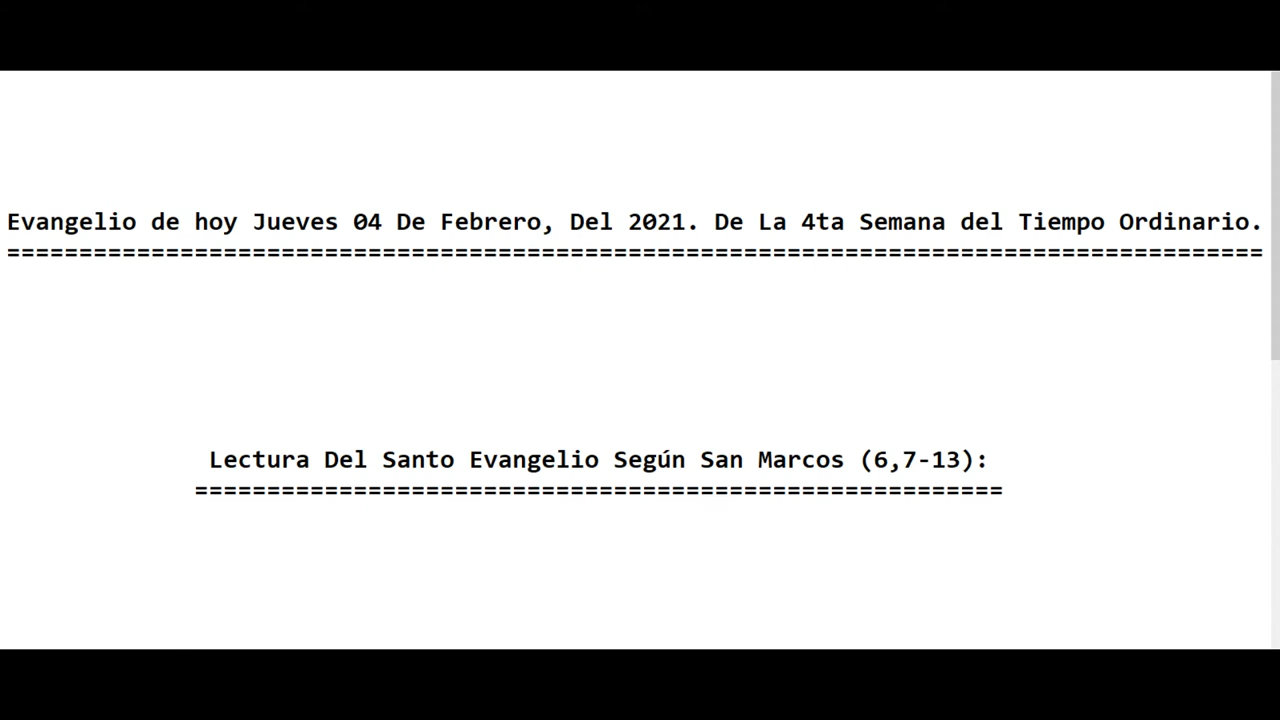 Evangelio de hoy Jueves 04 De Febrero, Del 2021. De La 4ta Semana del Tiempo Ordinario.
=======================================================================================
Lectura Del Santo Evangelio Según San Marcos (6,7-13):
========================================================